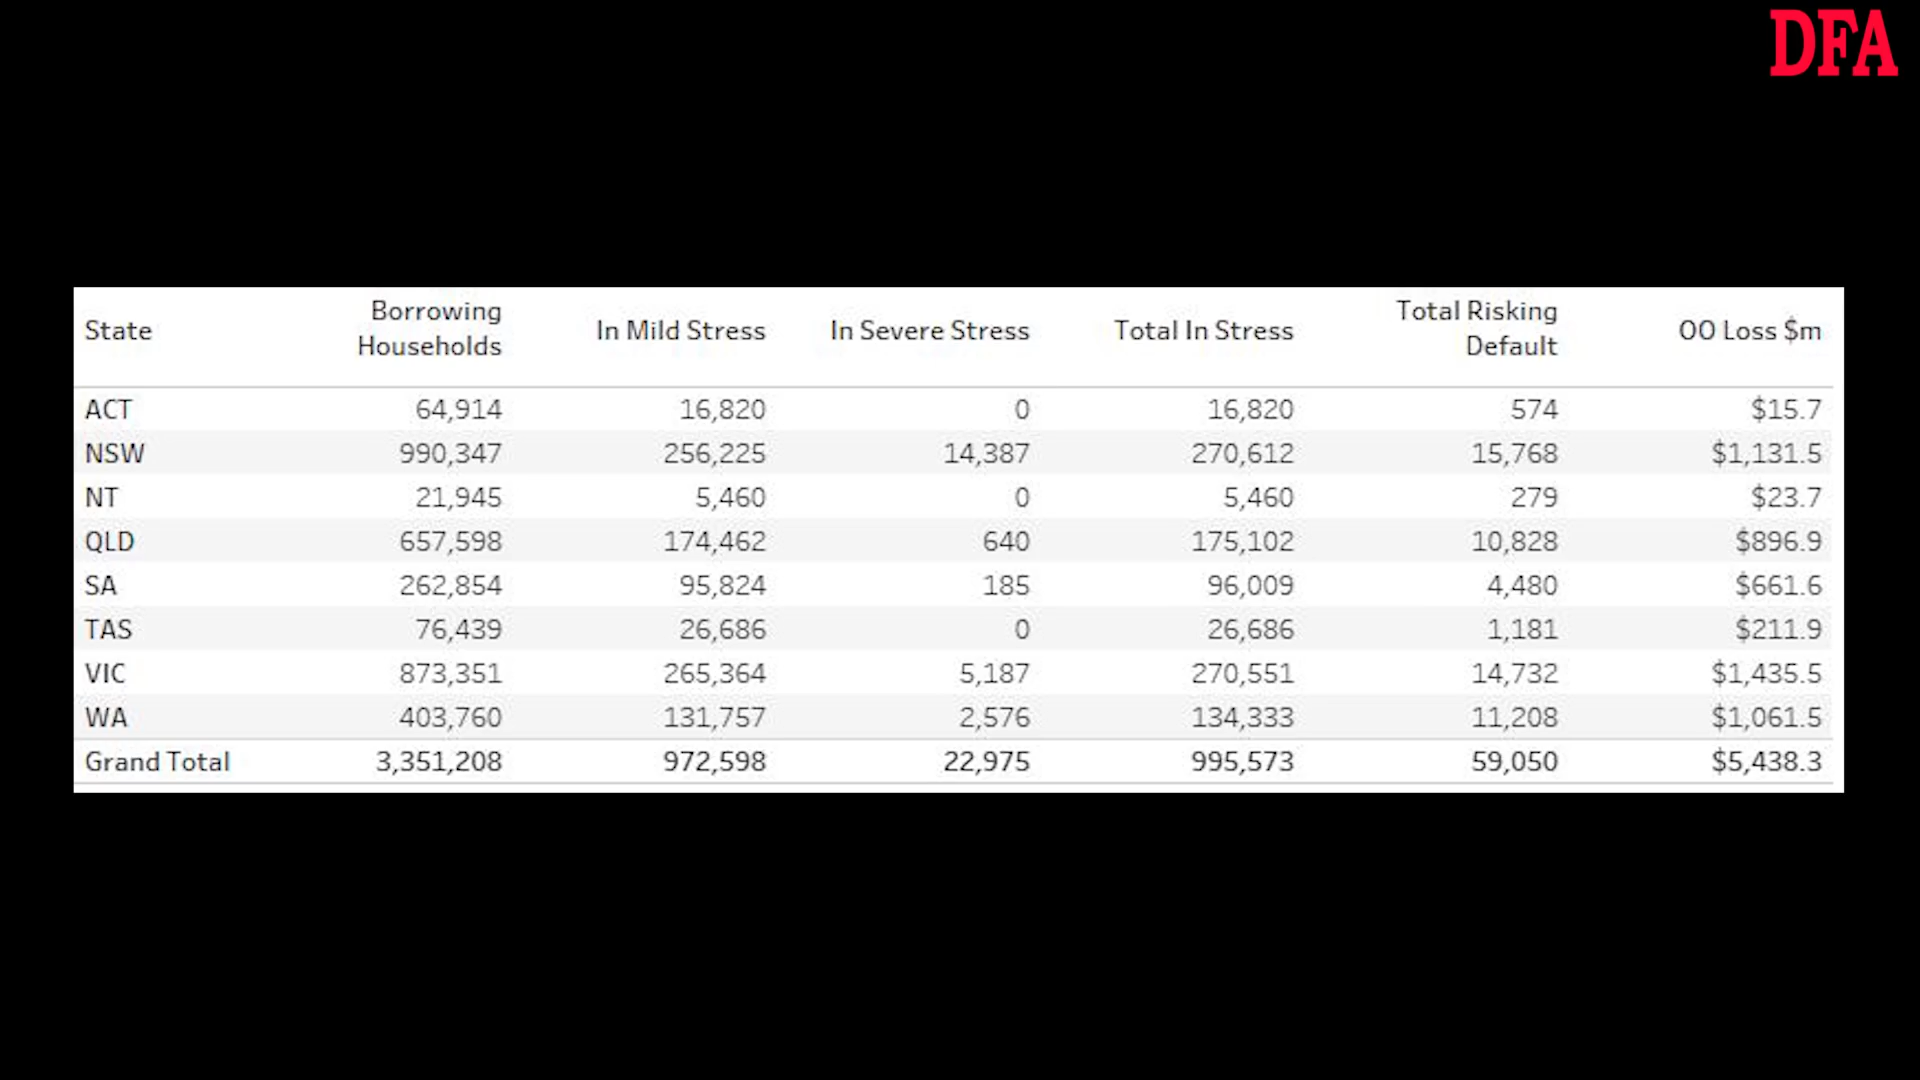 DFA
State Borrowing Households In Mild Stress In Severe Stress Total In Stress Total Risking Default OO Loss $m
ACT 64,914 16,820 0 16,820 574 $15.7
NSW 990,347 256,225 14,387 270,612 15,768 $1,131.5
NT 21,945 5,460 0 5,460 279 $23.7
QLD 657,598 174,462 640 175,102 10,828 $896.9
SA 262,854 95,824 185 96,009 4,480 $661.6
TAS 76,439 26,686 0 26,686 1,181 $211.9
VIC 873,351 265,364 5,187 270,551 14,732 $1,435.5
WA 403,760 131,757 2,576 134,333 11,208 $1,061.5
Grand Total 3,351,208 972,598 22,975 995,573 59,050 $5,438.3